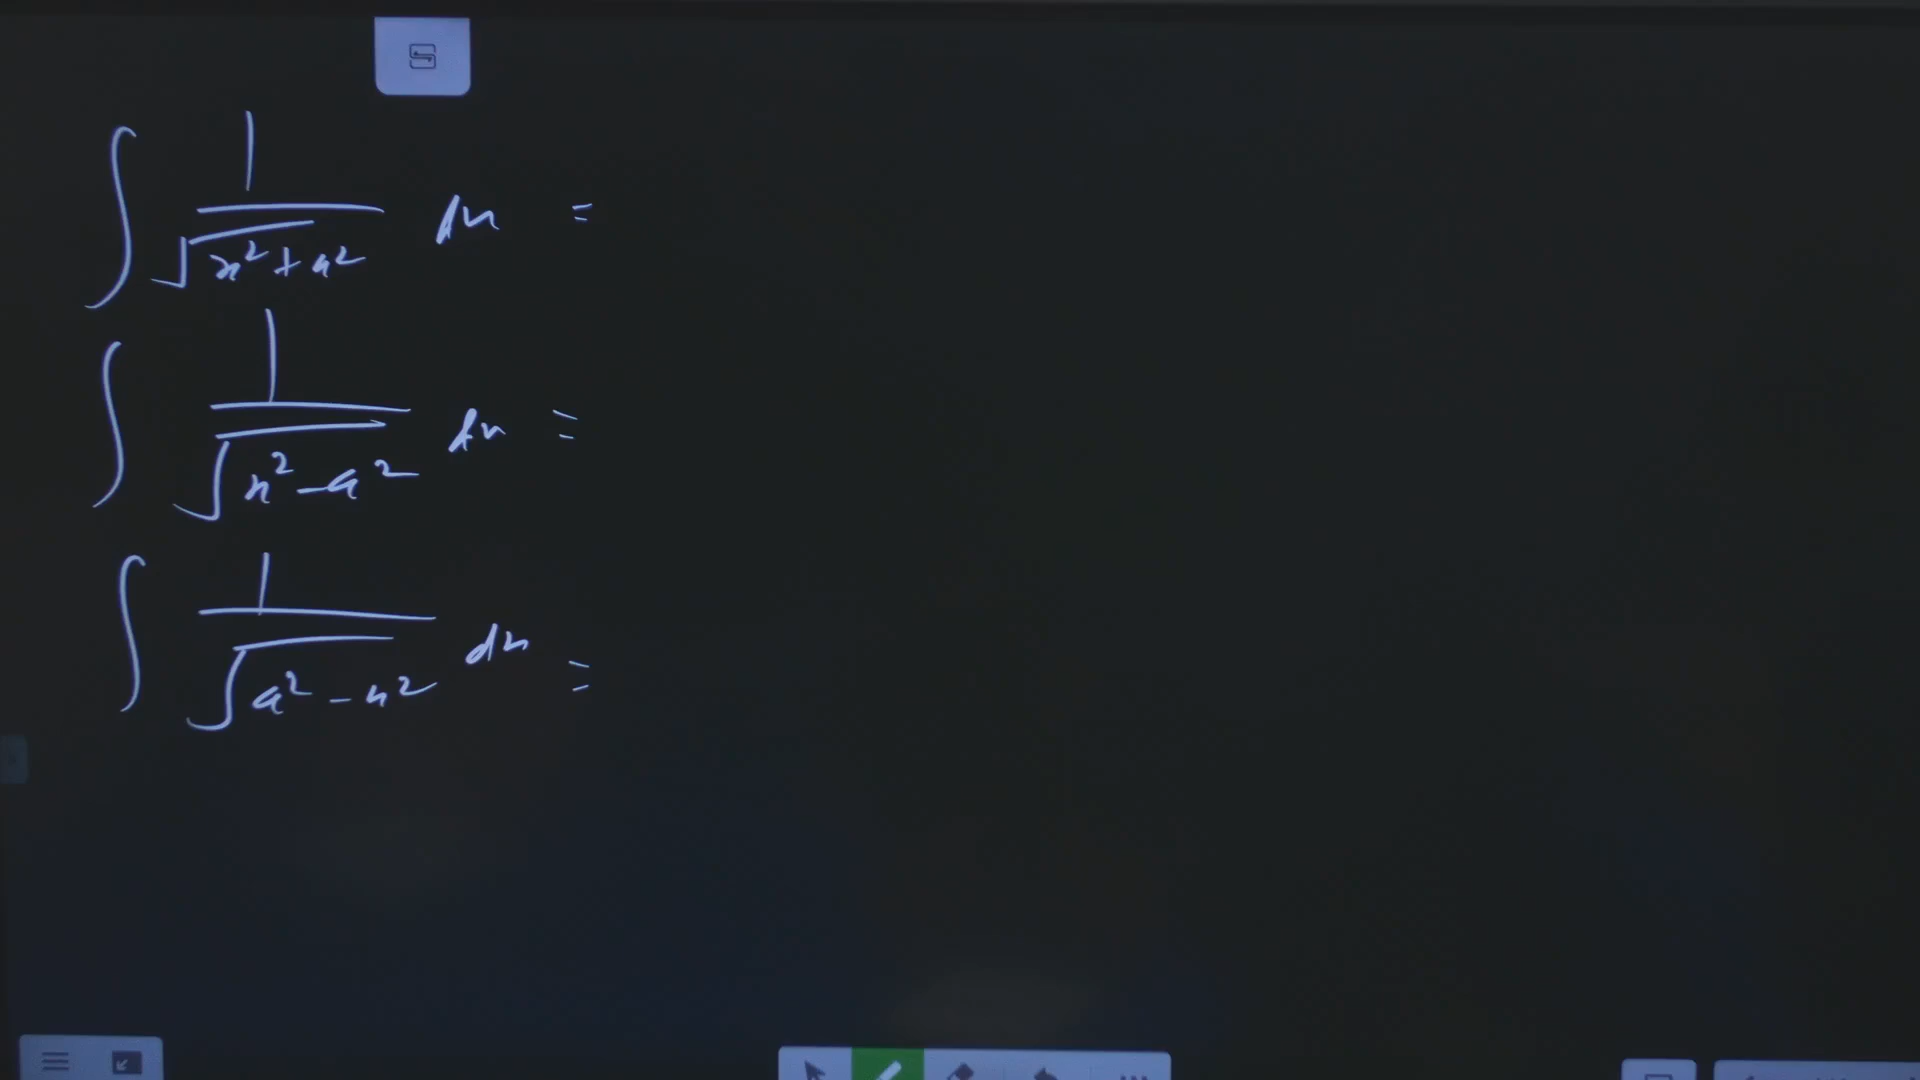 ∫ 1/√(x²+a²) dx =
∫ 1/√(x²-a²) dx =
∫ 1/√(a²-x²) dx =